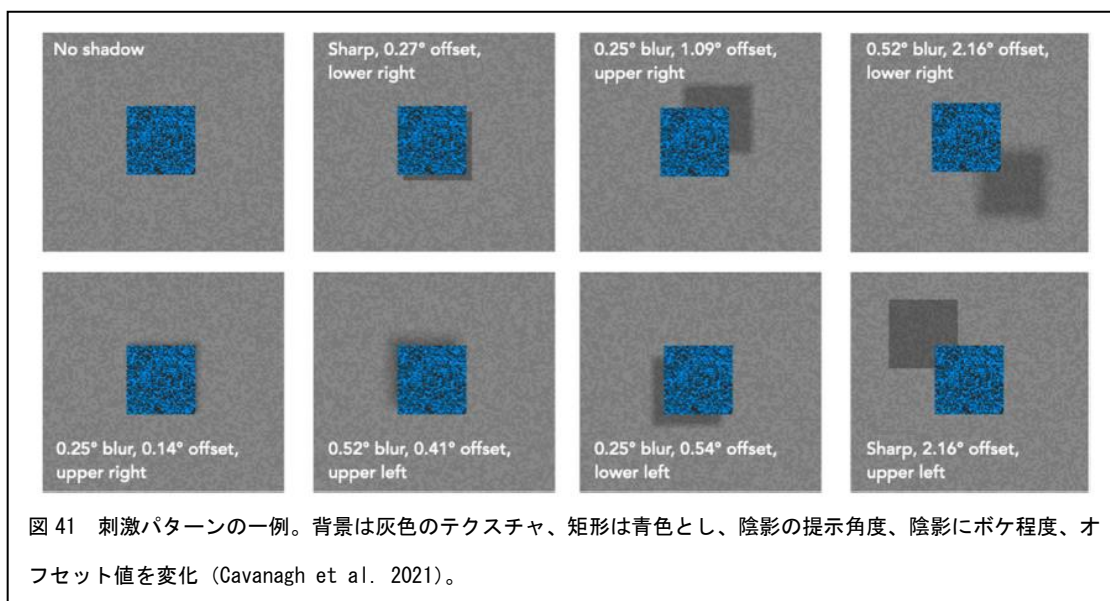 No shadow
Sharp, 0.27° offset,
lower right
0.25° blur, 1.09° offset,
upper right
0.52° blur, 2.16° offset,
lower right
0.25° blur, 0.14° offset,
upper right
0.52° blur, 0.41° offset,
upper left
0.25° blur, 0.54° offset,
lower left
Sharp, 2.16° offset,
upper left
図 41 刺激パターンの一例。背景は灰色のテクスチャ、矩形は青色とし、陰影の提示角度、陰影にボケ程度、オ
フセット値を変化 (Cavanagh et al. 2021)。